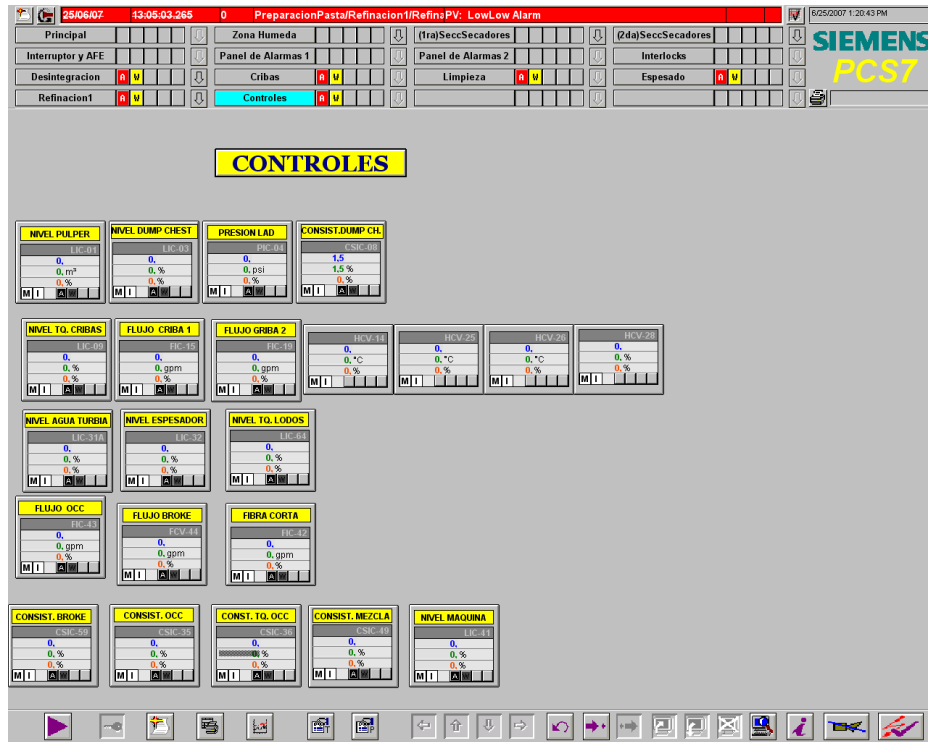 25/06/07 13:05:03.265 0 PreparacionPasta/Refinacion1/RefinaPV: LowLow Alarm 6/25/2007 1:20:43 PM
Principal Zona Humeda (1ra)SeccSecadores (2da)SeccSecadores
SIEMENS
Interruptor y AFE Panel de Alarmas 1 Panel de Alarmas 2 Interlocks
PCS7
Desintegracion A W Cribas A W Limpieza A W Espesado A W
Refinacion1 A W Controles A W
CONTROLES
NIVEL PULPER NIVEL DUMP CHEST PRESION LAD CONSIST.DUMP CH.
LIC-01 LIC-03 PIC-04 CSIC-08
0, 0, 0, 1,5
0, m³ 0, % 0, psi 1,5 %
0, % 0, % 0, % 0, %
M I A W M I A W M I A W M I A W
NIVEL TQ. CRIBAS FLUJO CRIBA 1 FLUJO GRIBA 2
LIC-09 FIC-15 FIC-19 HCV-14 HCV-25 HCV-26 HCV-28
0, 0, 0, 0, 0, 0, 0,
0, % 0, gpm 0, gpm 0, °C 0, °C 0, °C 0, %
0, % 0, % 0, % 0, % 0, % 0, % 0, %
M I A W M I A W M I A W M I M I M I M I
NIVEL AGUA TURBIA NIVEL ESPESADOR NIVEL TQ. LODOS
LIC-31A LIC-32 LIC-64
0, 0, 0,
0, % 0, % 0, %
0, % 0, % 0, %
M I A W M I A W M I A W
FLUJO OCC FLUJO BROKE FIBRA CORTA
FIC-43 FCV-44 FIC-42
0, 0, 0,
0, gpm 0, gpm 0, gpm
0, % 0, % 0, %
M I A W M I A W M I A W
CONSIST. BROKE CONSIST. OCC CONST. TQ. OCC CONSIST. MEZCLA NIVEL MAQUINA
CSIC-59 CSIC-35 CSIC-36 CSIC-49 LIC-41
0, 0, 0, 0, 0,
0, % 0, % 0, % 0, % 0, %
0, % 0, % 0, % 0, % 0, %
M I A W M I A W M I A W M I A W M I A W